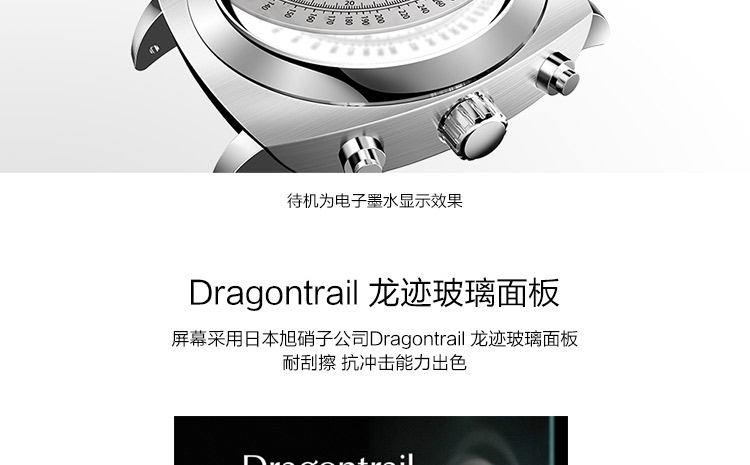 待机为电子墨水显示效果
Dragontrail 龙迹玻璃面板
屏幕采用日本旭硝子公司Dragontrail 龙迹玻璃面板
耐刮擦 抗冲击能力出色
Dragontrail